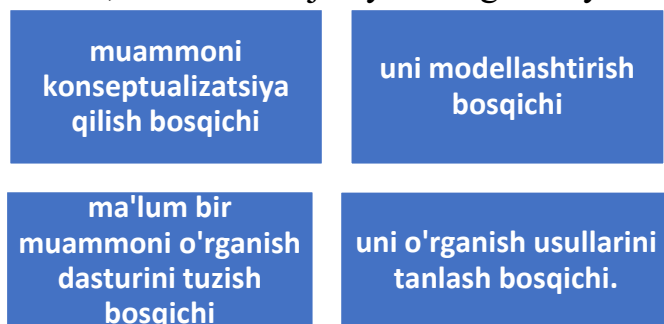 muammoni
konseptualizatsiya
qilish bosqichi
uni modellashtirish
bosqichi
ma'lum bir
muammoni o'rganish
dasturini tuzish
bosqichi
uni o'rganish usullarini
tanlash bosqichi.